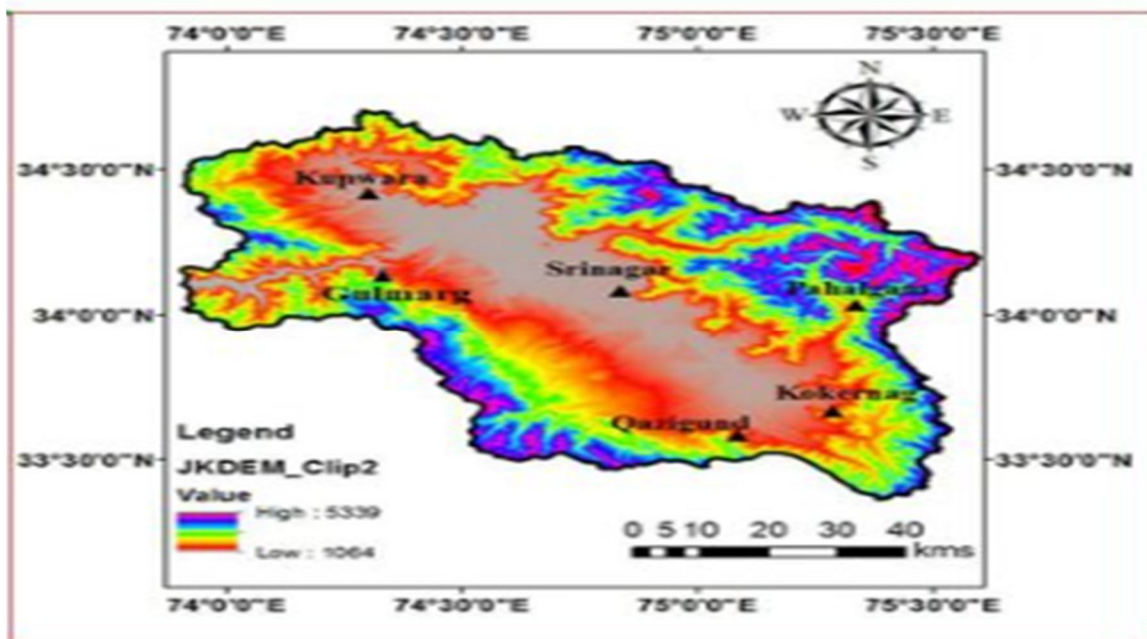 74°0'0"E 74°30'0"E 75°0'0"E 75°30'0"E
N
W E
S
34°30'0"N 34°30'0"N
Kupwara
Srinagar
Gulmarg Pahalgam
34°0'0"N 34°0'0"N
Kokernag
Qazigund
Legend
33°30'0"N 33°30'0"N
JKDEM_Clip2
Value
High : 5339
Low : 1064
0 5 10 20 30 40
kms
74°0'0"E 74°30'0"E 75°0'0"E 75°30'0"E